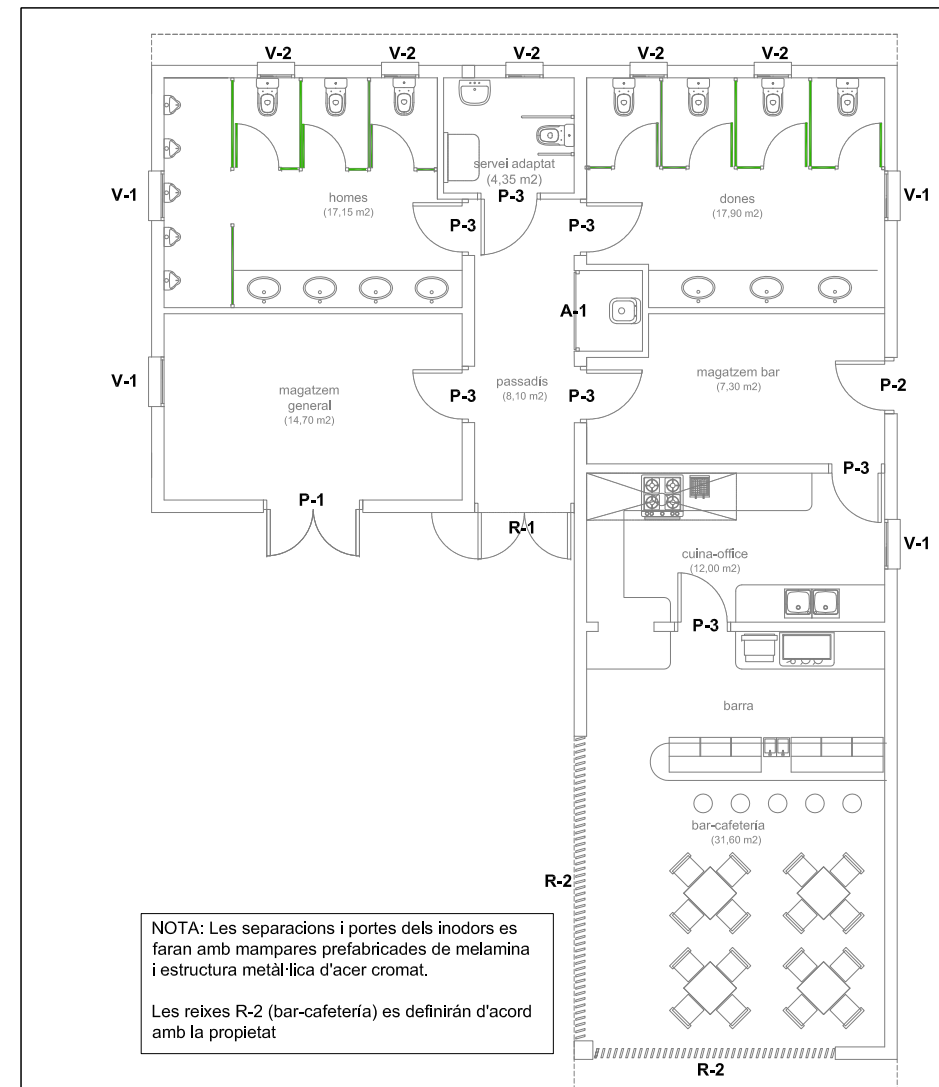 V-2 V-2 V-2 V-2 V-2
servei adaptat
(4,35 m2)
V-1 homes
(17,15 m2)
P-3
dones
(17,90 m2)
V-1
P-3 P-3
A-1
V-1 magatzem
general
(14,70 m2)
P-3 passadís
(8,10 m2)
P-3 magatzem bar
(7,30 m2)
P-2
P-3
P-1 R-1
cuina-office
(12,00 m2)
V-1
P-3
barra
bar-cafetería
(31,60 m2)
R-2
NOTA: Les separacions i portes dels inodors es
faran amb mampares prefabricades de melamina
i estructura metàl·lica d'acer cromat.
Les reixes R-2 (bar-cafetería) es definirán d'acord
amb la propietat
R-2